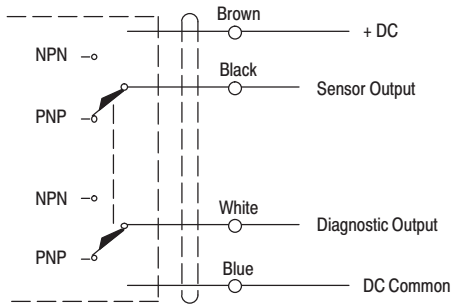 Brown
+ DC
NPN
Black
Sensor Output
PNP
NPN
White
Diagnostic Output
PNP
Blue
DC Common